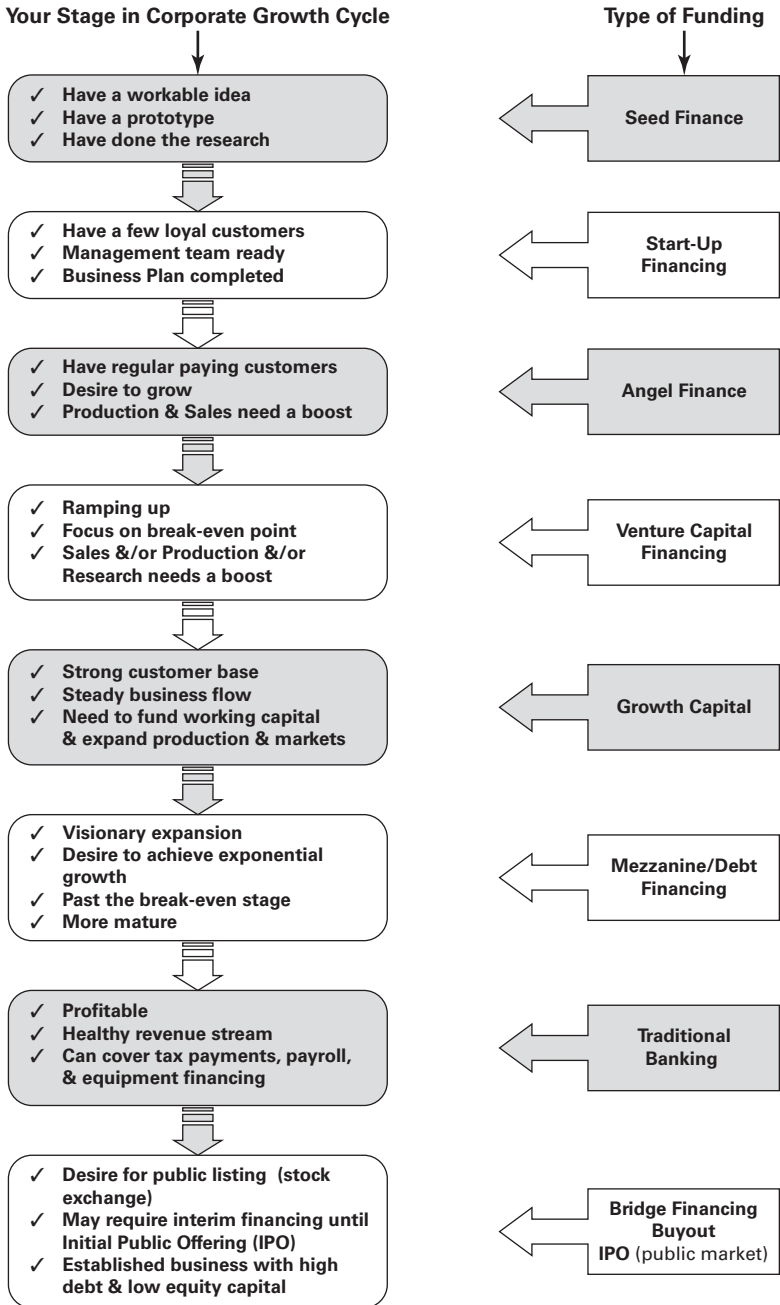 Your Stage in Corporate Growth Cycle
Type of Funding
✓ Have a workable idea
✓ Have a prototype
✓ Have done the research
Seed Finance
✓ Have a few loyal customers
✓ Management team ready
✓ Business Plan completed
Start-Up
Financing
✓ Have regular paying customers
✓ Desire to grow
✓ Production & Sales need a boost
Angel Finance
✓ Ramping up
✓ Focus on break-even point
✓ Sales &/or Production &/or
Research needs a boost
Venture Capital
Financing
✓ Strong customer base
✓ Steady business flow
✓ Need to fund working capital
& expand production & markets
Growth Capital
✓ Visionary expansion
✓ Desire to achieve exponential
growth
✓ Past the break-even stage
✓ More mature
Mezzanine/Debt
Financing
✓ Profitable
✓ Healthy revenue stream
✓ Can cover tax payments, payroll,
& equipment financing
Traditional
Banking
✓ Desire for public listing (stock
exchange)
✓ May require interim financing until
Initial Public Offering (IPO)
✓ Established business with high
debt & low equity capital
Bridge Financing
Buyout
IPO (public market)